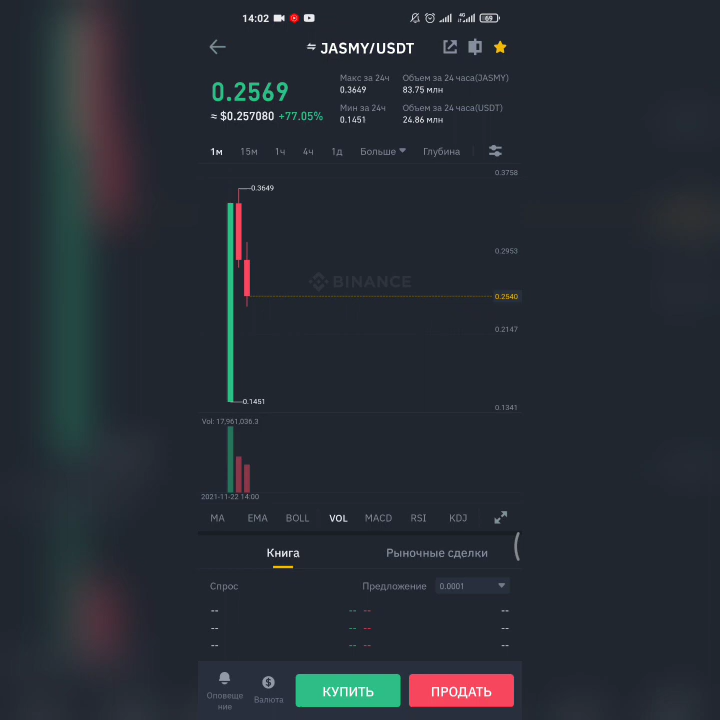 14:02
4G
69
JASMY/USDT
0.2569
≈ $0.257080 +77.05%
Макс за 24ч
0.3649
Объем за 24 часа(JASMY)
83.75 млн
Мин за 24ч
0.1451
Объем за 24 часа(USDT)
24.86 млн
1м 15м 1ч 4ч 1д Больше Глубина
0.3758
0.3649
0.2953
BINANCE
0.2540
0.2147
0.1451
0.1341
Vol: 17,961,036.3
2021-11-22 14:00
MA EMA BOLL VOL MACD RSI KDJ
Книга Рыночные сделки
Спрос Предложение 0.0001
-- -- -- --
-- -- -- --
-- -- -- --
Оповеще
ние
Валюта
КУПИТЬ
ПРОДАТЬ